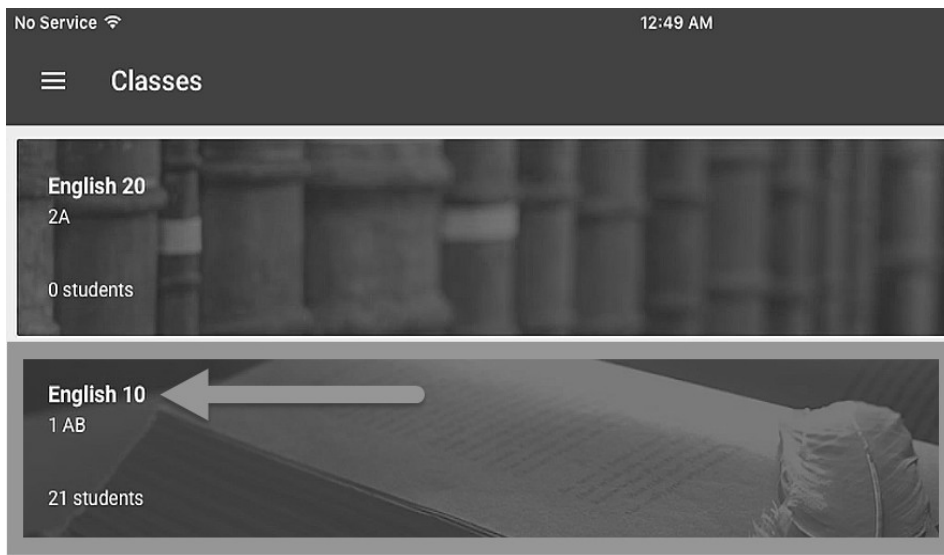 No Service 12:49 AM
Classes
English 20
2A
0 students
English 10
1 AB
21 students